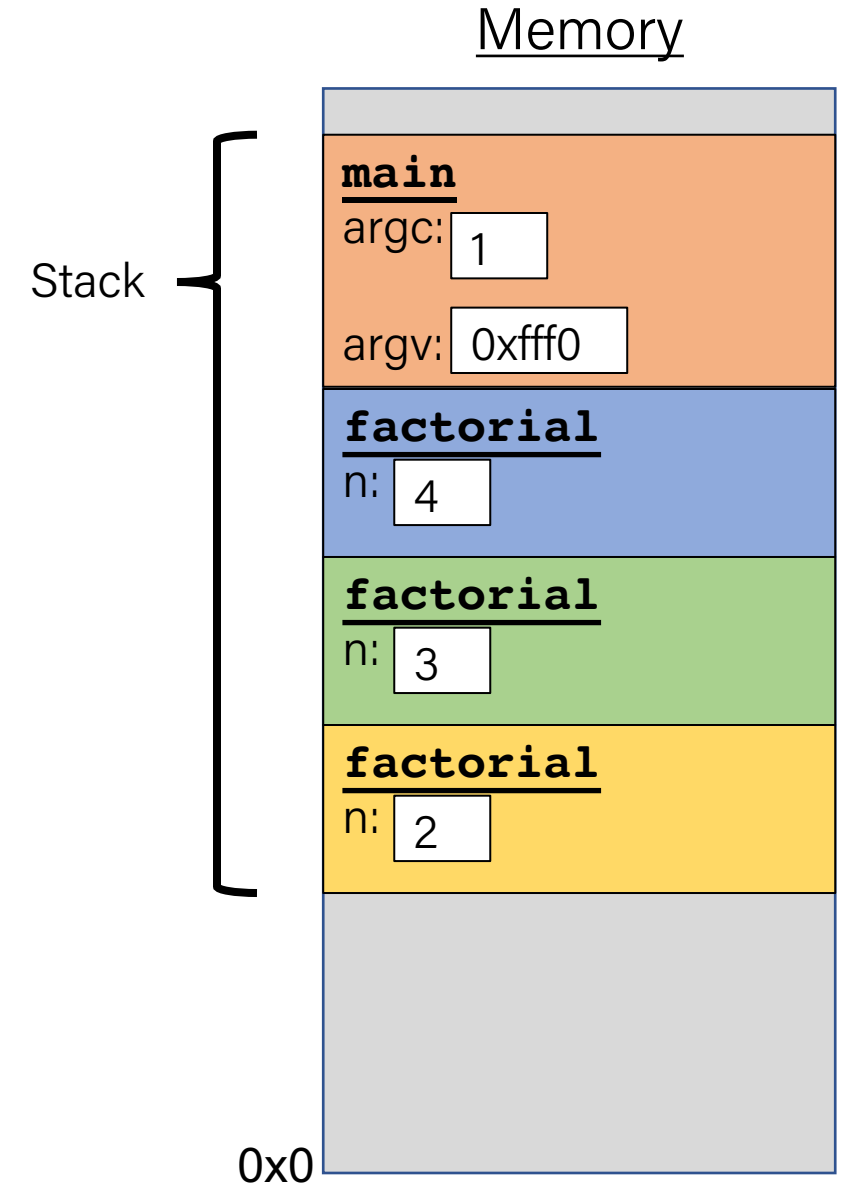 Memory
Stack
main
argc: 1
argv: 0xfff0
factorial
n: 4
factorial
n: 3
factorial
n: 2
0x0